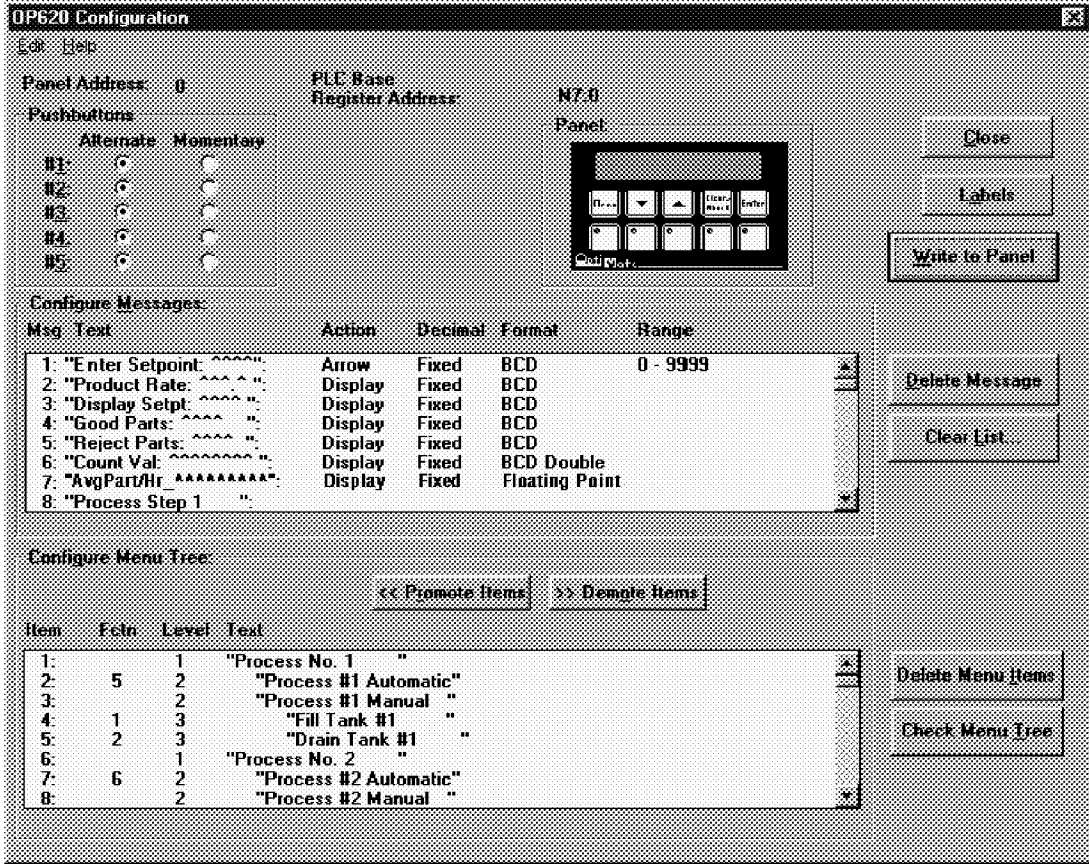 OP620 Configuration
Edit Help
Panel Address: 0
PLC Base
Register Address: N7:0
Pushbuttons
Alternate Momentary
#1:
#2:
#3:
#4:
#5:
Panel:
Clear
Enter
Close
Labels
Write to Panel
Configure Messages:
Msg Text Action Decimal Format Range
1: "Enter Setpoint: ^^^^": Arrow Fixed BCD 0 - 9999
2: "Product Rate: ^^^.^ ": Display Fixed BCD
3: "Display Setpt: ^^^^ ": Display Fixed BCD
4: "Good Parts: ^^^^ ": Display Fixed BCD
5: "Reject Parts: ^^^^ ": Display Fixed BCD
6: "Count Val: ^^^^^^^^ ": Display Fixed BCD Double
7: "AvgPart/Hr_^^^^^^^^^": Display Fixed Floating Point
8: "Process Step 1 ":
Delete Message
Clear List...
Configure Menu Tree:
<< Promote Items >> Demote Items
Item Fctn Level Text
1: 1 "Process No. 1 "
2: 5 2 "Process #1 Automatic"
3: 2 "Process #1 Manual "
4: 1 3 "Fill Tank #1 "
5: 2 3 "Drain Tank #1 "
6: 1 "Process No. 2 "
7: 6 2 "Process #2 Automatic"
8: 2 "Process #2 Manual "
Delete Menu Items
Check Menu Tree